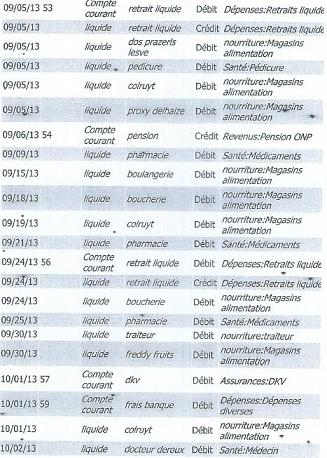 09/05/13 53 Compte courant retrait liquide Débit Dépenses:Retraits liquide
09/05/13 liquide retrait liquide Crédit Dépenses:Retraits liquide
09/05/13 liquide dos prazeris lesve Débit nourriture:Magasins alimentation
09/05/13 liquide pedicure Débit Santé:Pédicure
09/05/13 liquide colruyt Débit nourriture:Magasins alimentation
09/05/13 liquide proxy delhaize Débit nourriture:Magasins alimentation
09/06/13 54 Compte courant pension Crédit Revenus:Pension ONP
09/09/13 liquide pharmacie Débit Santé:Médicaments
09/15/13 liquide boulangerie Débit nourriture:Magasins alimentation
09/18/13 liquide boucherie Débit nourriture:Magasins alimentation
09/19/13 liquide colruyt Débit nourriture:Magasins alimentation
09/21/13 liquide pharmacie Débit Santé:Médicaments
09/24/13 56 Compte courant retrait liquide Débit Dépenses:Retraits liquide
09/24/13 liquide retrait liquide Crédit Dépenses:Retraits liquide
09/24/13 liquide boucherie Débit nourriture:Magasins alimentation
09/25/13 liquide pharmacie Débit Santé:Médicaments
09/30/13 liquide traiteur Débit nourriture:traiteur
09/30/13 liquide freddy fruits Débit nourriture:Magasins alimentation
10/01/13 57 Compte courant dkv Débit Assurances:DKV
10/01/13 59 Compte courant frais banque Débit Dépenses:Dépenses diverses
10/01/13 liquide colruyt Débit nourriture:Magasins alimentation
10/02/13 liquide docteur deroux Débit Santé:Médecin